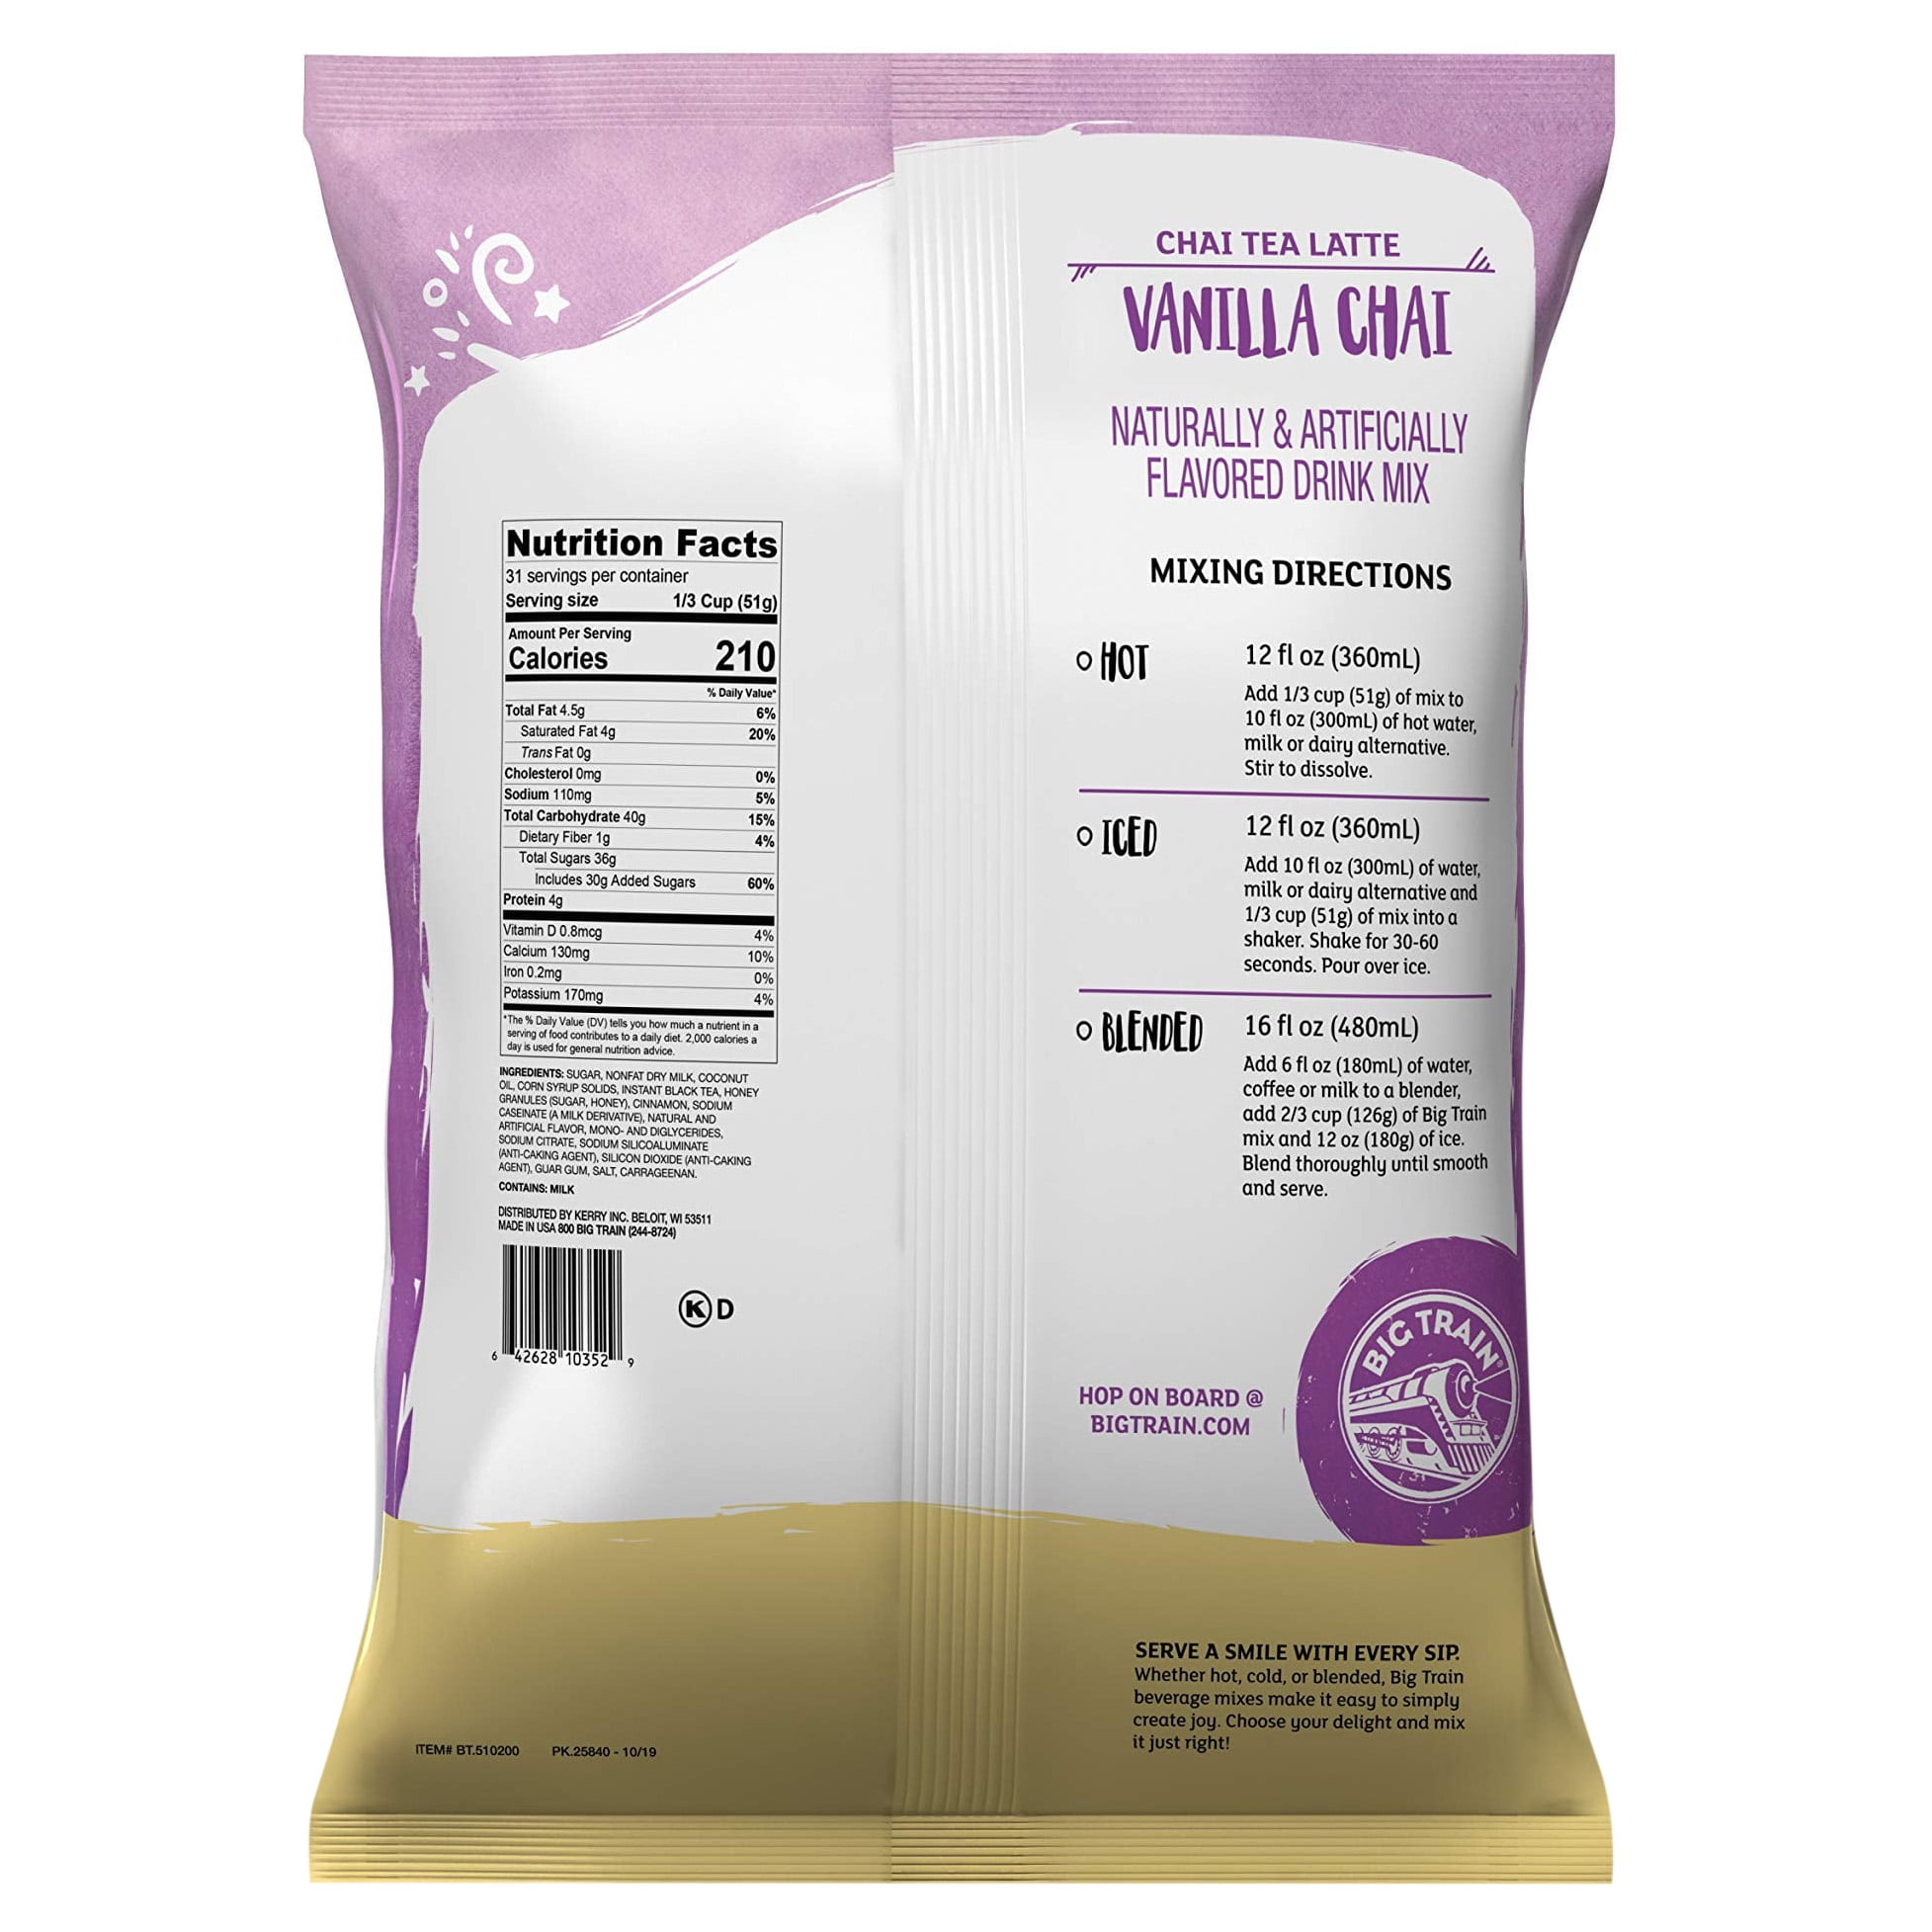 Nutrition Facts
31 servings per container
Serving size 1/3 Cup (51g)
Amount Per Serving
Calories 210
% Daily Value*
Total Fat 4.5g 6%
Saturated Fat 4g 20%
Trans Fat 0g
Cholesterol 0mg 0%
Sodium 110mg 5%
Total Carbohydrate 40g 15%
Dietary Fiber 1g 4%
Total Sugars 36g
Includes 30g Added Sugars 60%
Protein 4g
Vitamin D 0.8mcg 4%
Calcium 130mg 10%
Iron 0.2mg 0%
Potassium 170mg 4%
*The % Daily Value (DV) tells you how much a nutrient in a
serving of food contributes to a daily diet. 2,000 calories a
day is used for general nutrition advice.
INGREDIENTS: SUGAR, NONFAT DRY MILK, COCONUT
OIL, CORN SYRUP SOLIDS, INSTANT BLACK TEA, HONEY
GRANULES (SUGAR, HONEY), CINNAMON, SODIUM
CASEINATE (A MILK DERIVATIVE), NATURAL AND
ARTIFICIAL FLAVOR, MONO- AND DIGLYCERIDES,
SODIUM CITRATE, SODIUM SILICOALUMINATE
(ANTI-CAKING AGENT), SILICON DIOXIDE (ANTI-CAKING
AGENT), GUAR GUM, SALT, CARRAGEENAN.
CONTAINS: MILK
DISTRIBUTED BY KERRY INC. BELOIT, WI 53511
MADE IN USA 800 BIG TRAIN (244-8724)
6 42628 10352 9
K D
ITEM# BT.510200 PK.25840 - 10/19
CHAI TEA LATTE
VANILLA CHAI
NATURALLY & ARTIFICIALLY
FLAVORED DRINK MIX
MIXING DIRECTIONS
HOT 12 fl oz (360mL)
Add 1/3 cup (51g) of mix to
10 fl oz (300mL) of hot water,
milk or dairy alternative.
Stir to dissolve.
ICED 12 fl oz (360mL)
Add 10 fl oz (300mL) of water,
milk or dairy alternative and
1/3 cup (51g) of mix into a
shaker. Shake for 30-60
seconds. Pour over ice.
BLENDED 16 fl oz (480mL)
Add 6 fl oz (180mL) of water,
coffee or milk to a blender,
add 2/3 cup (126g) of Big Train
mix and 12 oz (180g) of ice.
Blend thoroughly until smooth
and serve.
BIG TRAIN®
HOP ON BOARD @
BIGTRAIN.COM
SERVE A SMILE WITH EVERY SIP.
Whether hot, cold, or blended, Big Train
beverage mixes make it easy to simply
create joy. Choose your delight and mix
it just right!